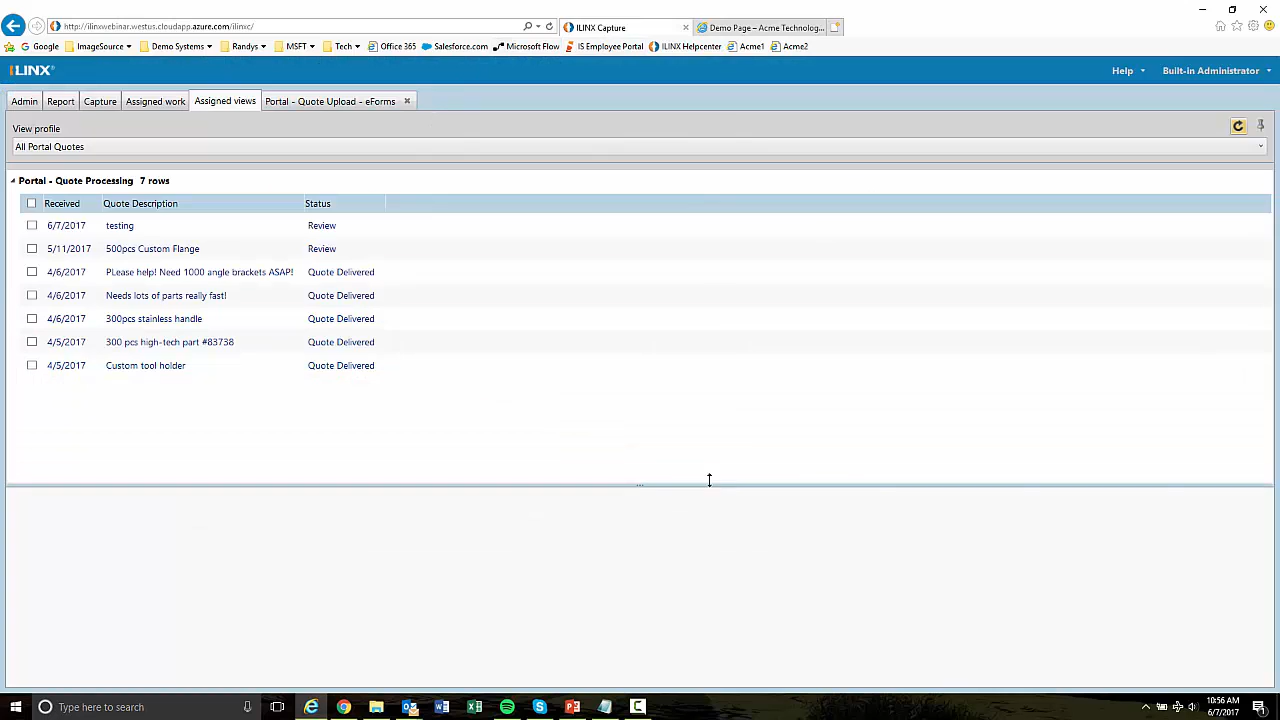 http://ilinxwebinar.westus.cloudapp.azure.com/ilinxc/
ILINX Capture
Demo Page – Acme Technolog...
Google ImageSource Demo Systems Randys MSFT Tech Office 365 Salesforce.com Microsoft Flow IS Employee Portal ILINX Helpcenter Acme1 Acme2
ILINX®
Help Built-in Administrator
Admin Report Capture Assigned work Assigned views Portal - Quote Upload - eForms
View profile
All Portal Quotes
Portal - Quote Processing 7 rows
Received Quote Description Status
6/7/2017 testing Review
5/11/2017 500pcs Custom Flange Review
4/6/2017 PLease help! Need 1000 angle brackets ASAP! Quote Delivered
4/6/2017 Needs lots of parts really fast! Quote Delivered
4/6/2017 300pcs stainless handle Quote Delivered
4/5/2017 300 pcs high-tech part #83738 Quote Delivered
4/5/2017 Custom tool holder Quote Delivered
Type here to search
10:56 AM
6/7/2017